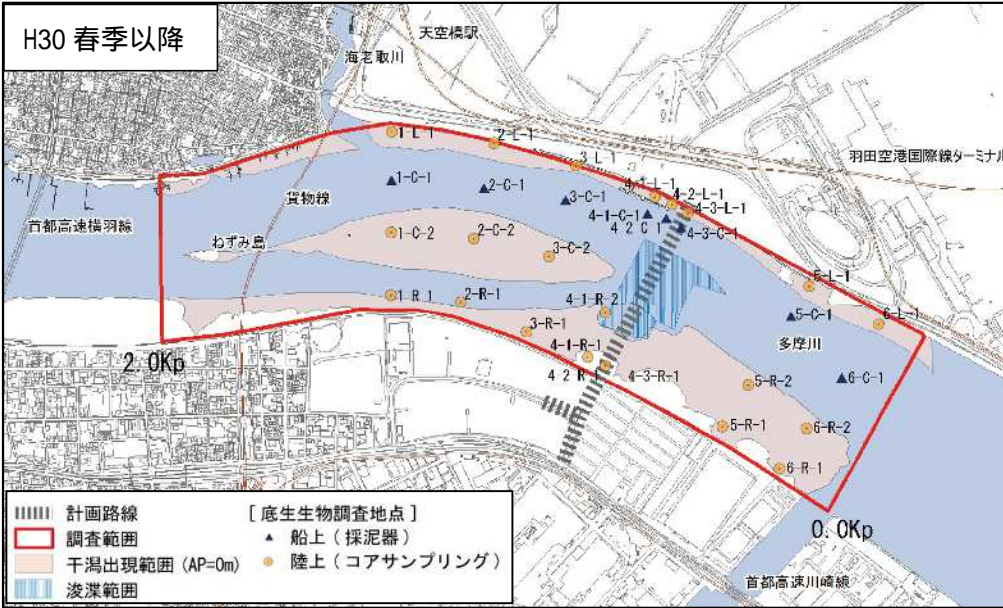 H30 春季以降
天空橋駅
海老取川
羽田空港国際線ターミナル
首都高速横羽線
貨物線
ねずみ島
1-L-1
2-L-1
3-L-1
4-1-L-1
4-2-L-1
4-3-L-1
1-C-1
2-C-1
3-C-1
4-1-C-1
4 2 C 1
4-3-C-1
1-C-2
2-C-2
3-C-2
5-L-1
6-L-1
5-C-1
6-C-1
多摩川
1-R 1
2-R-1
3-R-1
4-1-R-2
4-1-R-1
4 2 R 1
4-3-R-1
5-R-2
5-R-1
6-R-2
6-R-1
2.0Kp
0.0Kp
首都高速川崎線
計画路線
調査範囲
干潟出現範囲 (AP=0m)
浚渫範囲
[ 底生生物調査地点 ]
船上 ( 採泥器 )
陸上 ( コアサンプリング )